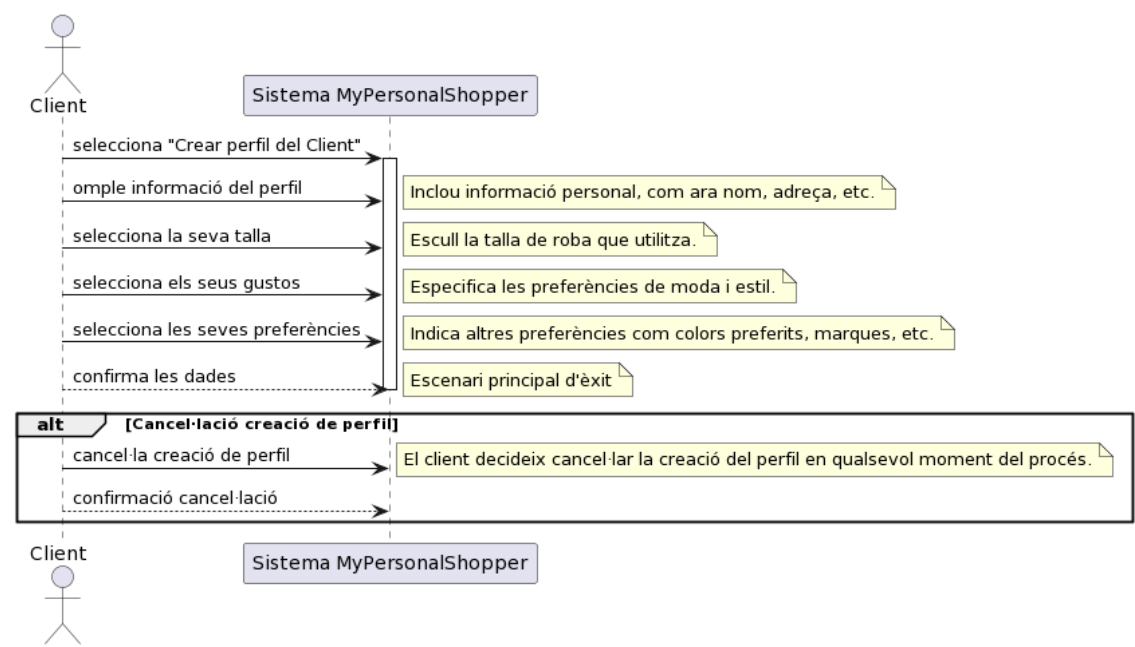 Client
Sistema MyPersonalShopper
selecciona "Crear perfil del Client"
omple informació del perfil
Inclou informació personal, com ara nom, adreça, etc.
selecciona la seva talla
Escull la talla de roba que utilitza.
selecciona els seus gustos
Especifica les preferències de moda i estil.
selecciona les seves preferències
Indica altres preferències com colors preferits, marques, etc.
confirma les dades
Escenari principal d'èxit
alt
[Cancel·lació creació de perfil]
cancel·la creació de perfil
El client decideix cancel·lar la creació del perfil en qualsevol moment del procés.
confirmació cancel·lació
Client
Sistema MyPersonalShopper